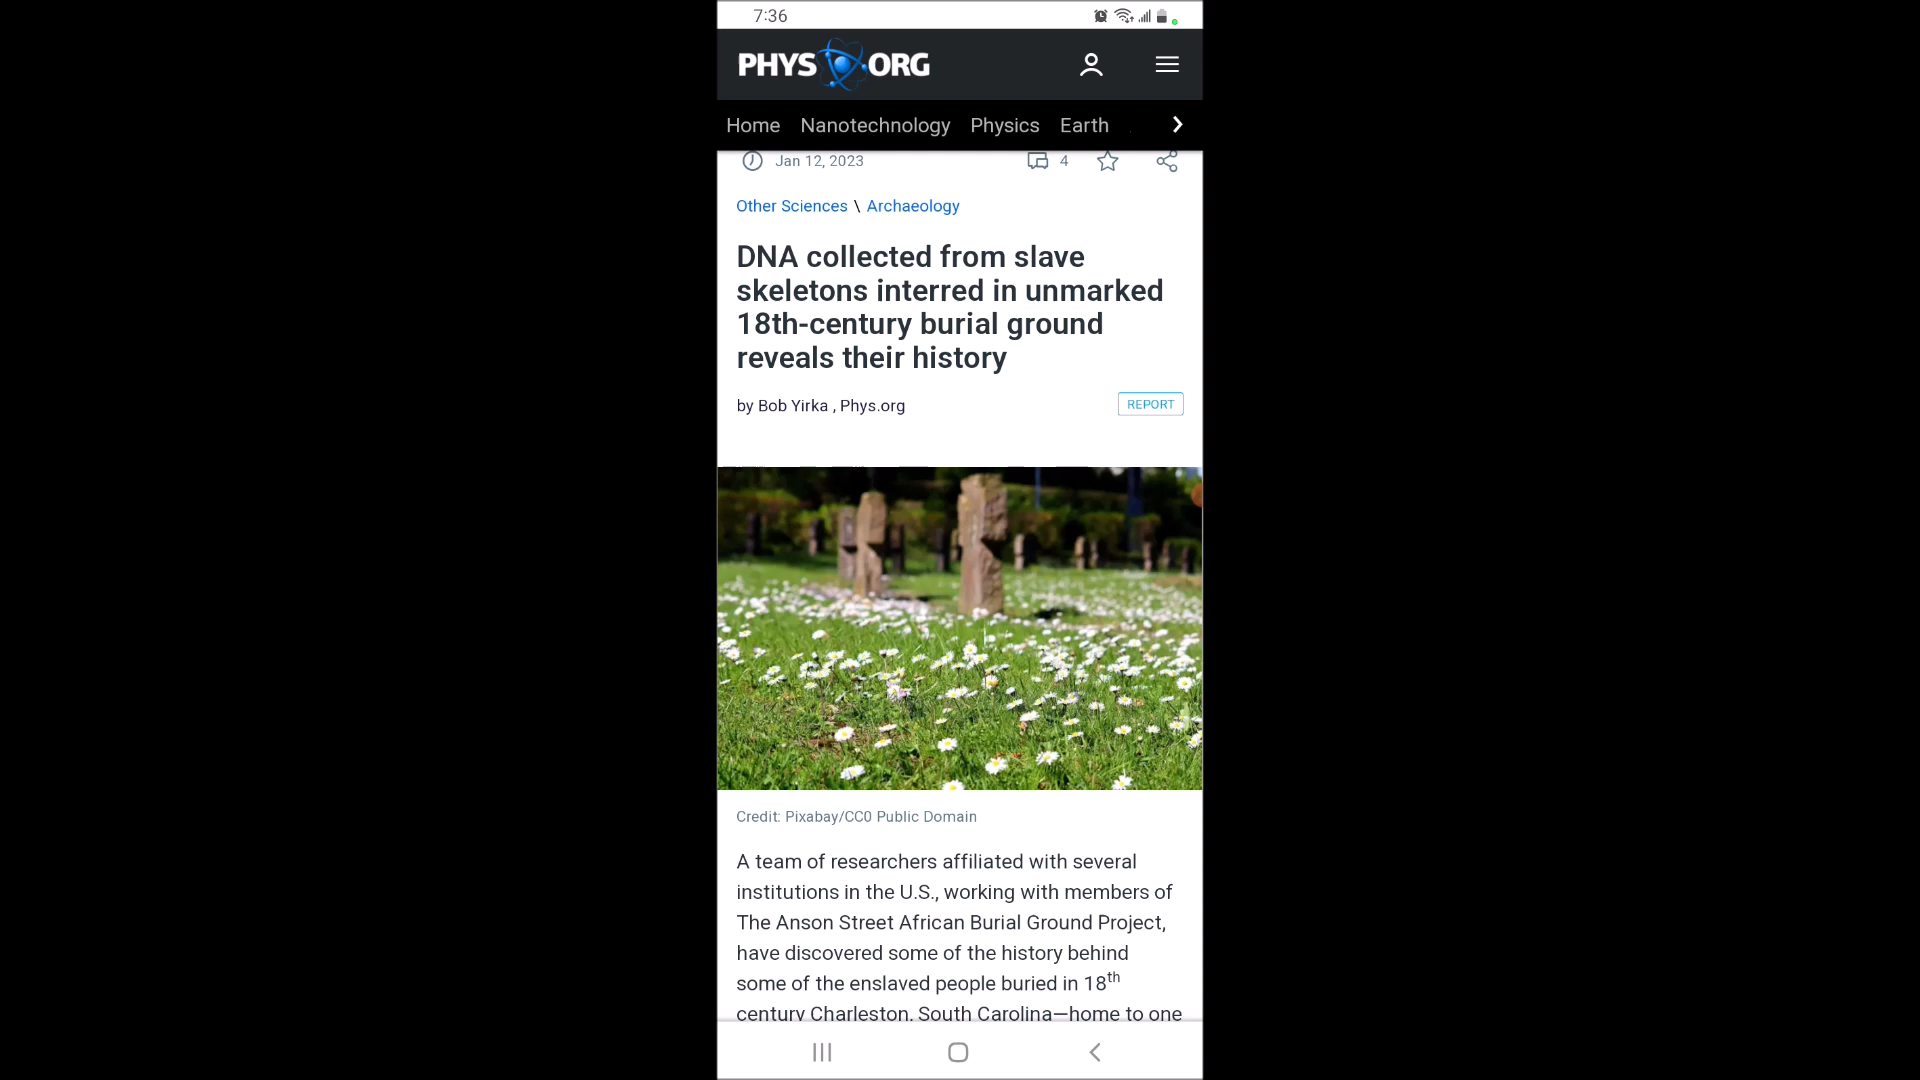 7:36
PHYS ORG
Home Nanotechnology Physics Earth
Jan 12, 2023 4
Other Sciences \ Archaeology
DNA collected from slave
skeletons interred in unmarked
18th-century burial ground
reveals their history
by Bob Yirka , Phys.org
REPORT
Credit: Pixabay/CC0 Public Domain
A team of researchers affiliated with several
institutions in the U.S., working with members of
The Anson Street African Burial Ground Project,
have discovered some of the history behind
some of the enslaved people buried in 18th
century Charleston, South Carolina—home to one